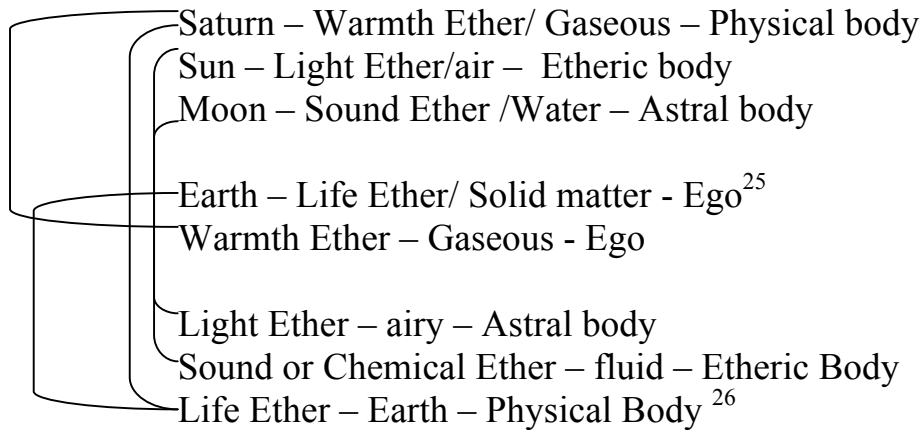 Saturn – Warmth Ether/ Gaseous – Physical body
Sun – Light Ether/air – Etheric body
Moon – Sound Ether /Water – Astral body
Earth – Life Ether/ Solid matter - Ego25
Warmth Ether – Gaseous - Ego
Light Ether – airy – Astral body
Sound or Chemical Ether – fluid – Etheric Body
Life Ether – Earth – Physical Body 26